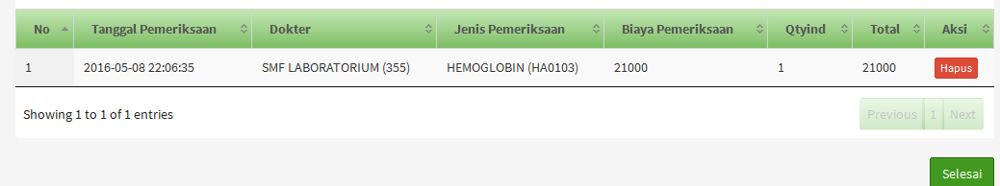 No Tanggal Pemeriksaan Dokter Jenis Pemeriksaan Biaya Pemeriksaan Qtyind Total Aksi
1 2016-05-08 22:06:35 SMF LABORATORIUM (355) HEMOGLOBIN (HA0103) 21000 1 21000 Hapus
Showing 1 to 1 of 1 entries Previous 1 Next
Selesai